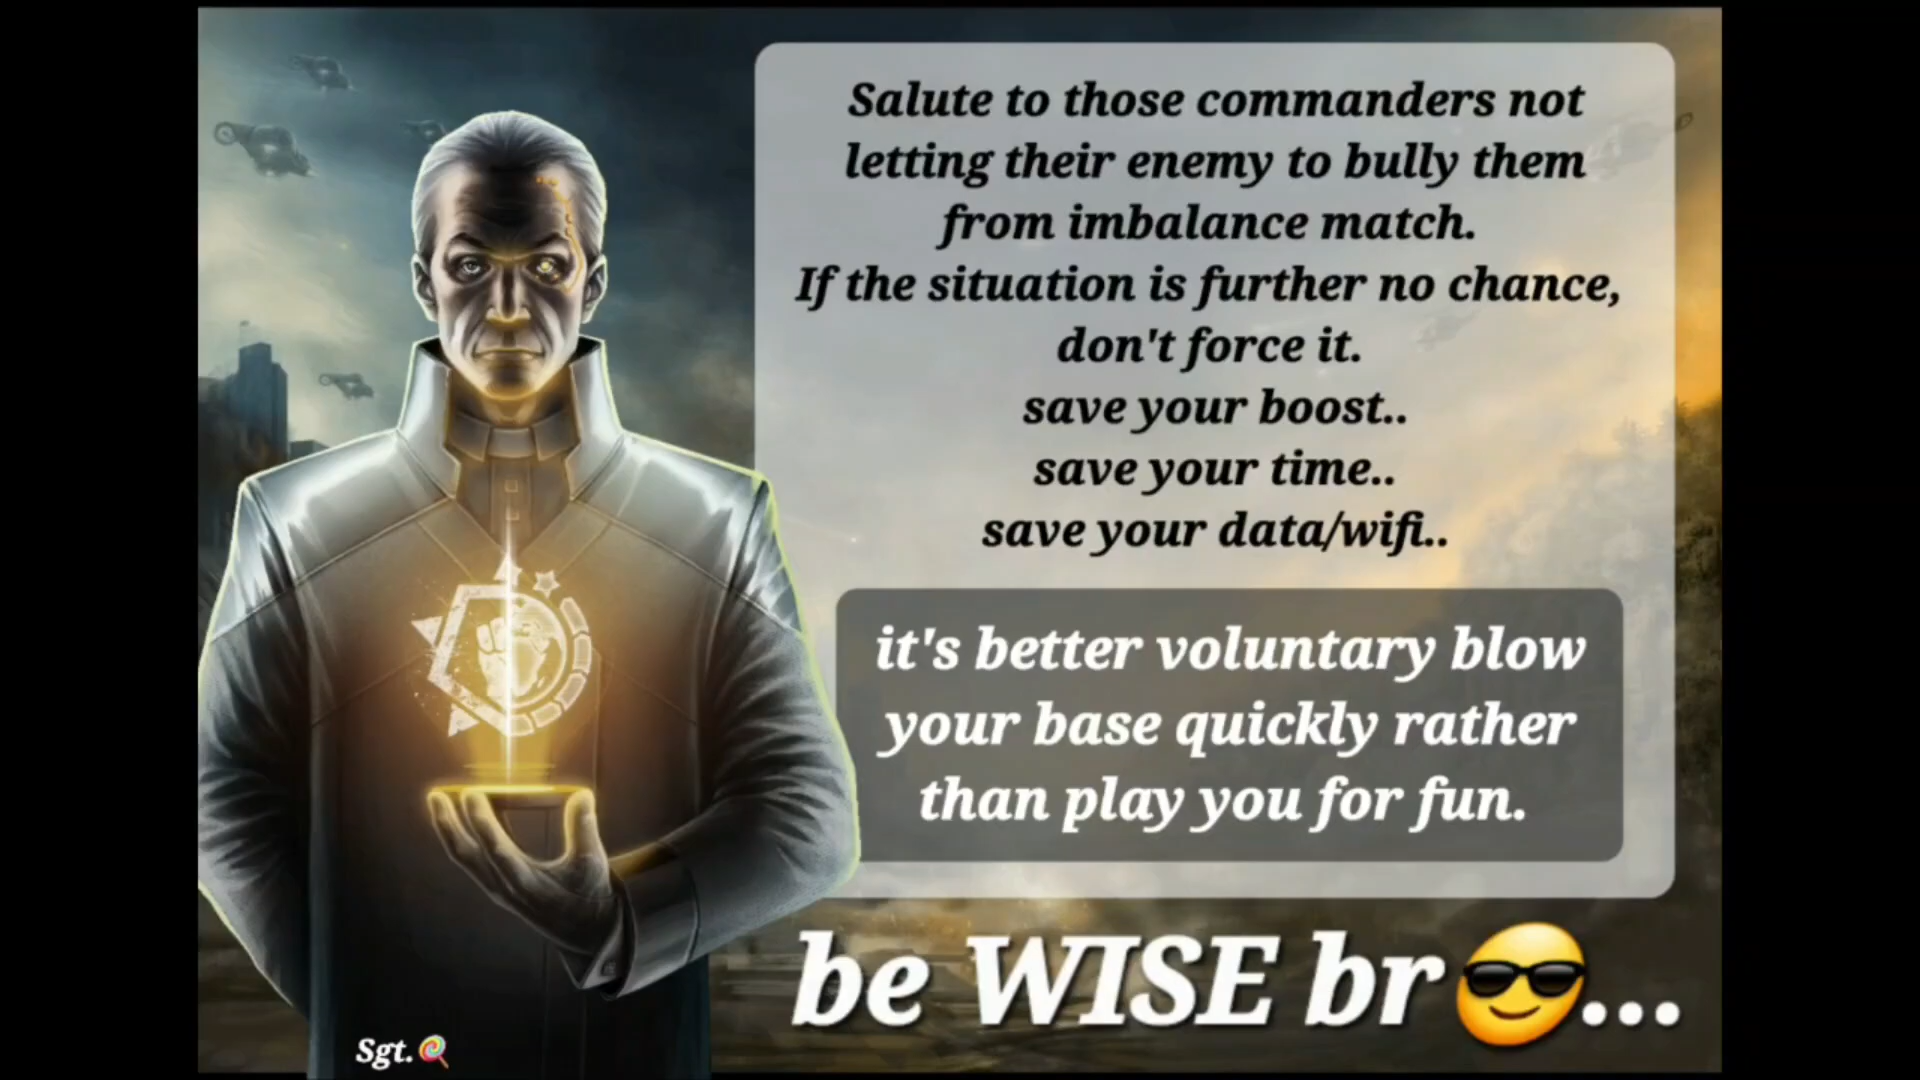 Salute to those commanders not
letting their enemy to bully them
from imbalance match.
If the situation is further no chance,
don't force it.
save your boost..
save your time..
save your data/wifi..
it's better voluntary blow
your base quickly rather
than play you for fun.
be WISE br😎...
Sgt.🍭